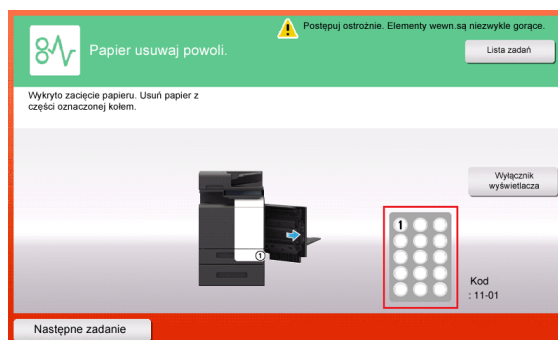 Postępuj ostrożnie. Elementy wewn.są niezwykle gorące.
Papier usuwaj powoli.
Lista zadań
Wykryto zacięcie papieru. Usuń papier z
części oznaczonej kołem.
Wyłącznik
wyświetlacza
1
1
Kod
: 11-01
Następne zadanie